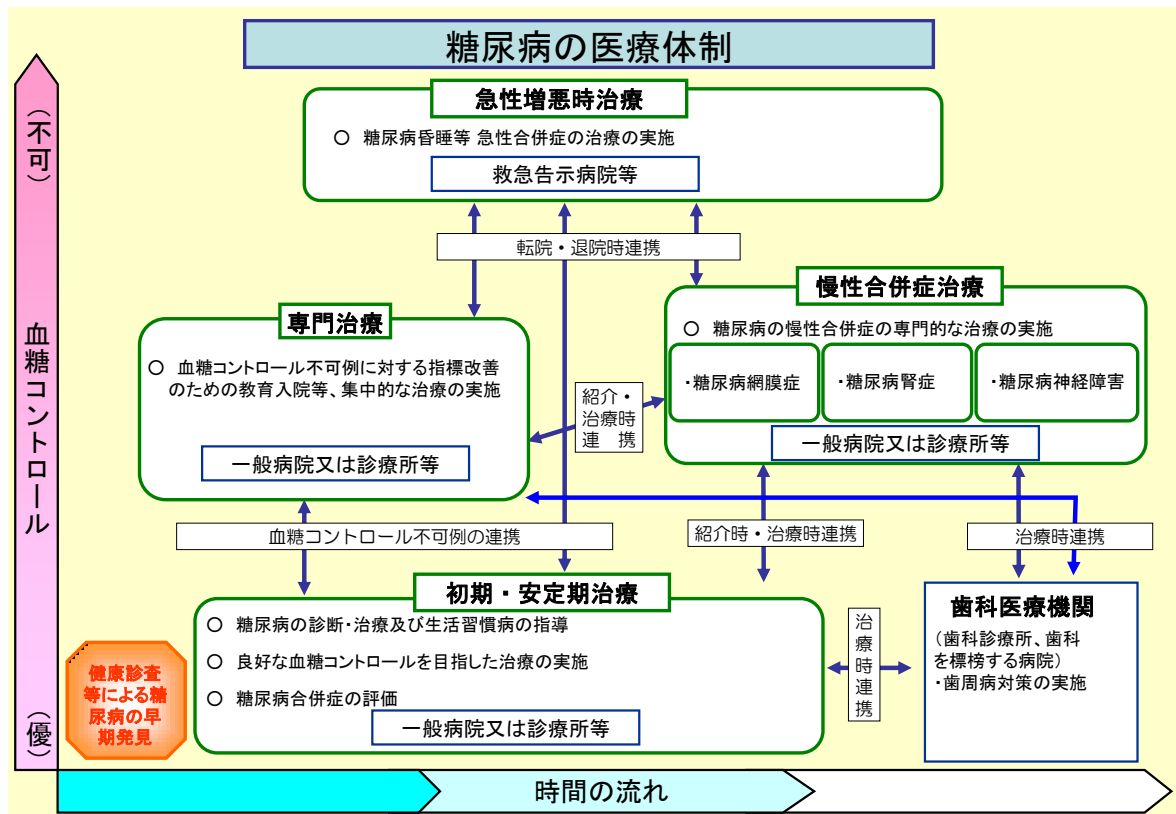 糖尿病の医療体制
(不可)
血糖コントロール
(優)
急性増悪時治療
○ 糖尿病昏睡等 急性合併症の治療の実施
救急告示病院等
転院・退院時連携
専門治療
○ 血糖コントロール不可例に対する指標改善
のための教育入院等、集中的な治療の実施
一般病院又は診療所等
紹介・
治療時
連 携
慢性合併症治療
○ 糖尿病の慢性合併症の専門的な治療の実施
・糖尿病網膜症
・糖尿病腎症
・糖尿病神経障害
一般病院又は診療所等
血糖コントロール不可例の連携
紹介時・治療時連携
治療時連携
初期・安定期治療
○ 糖尿病の診断・治療及び生活習慣病の指導
○ 良好な血糖コントロールを目指した治療の実施
○ 糖尿病合併症の評価
一般病院又は診療所等
治療時連携
歯科医療機関
(歯科診療所、歯科
を標榜する病院)
・歯周病対策の実施
健康診査
等による糖
尿病の早
期発見
時間の流れ